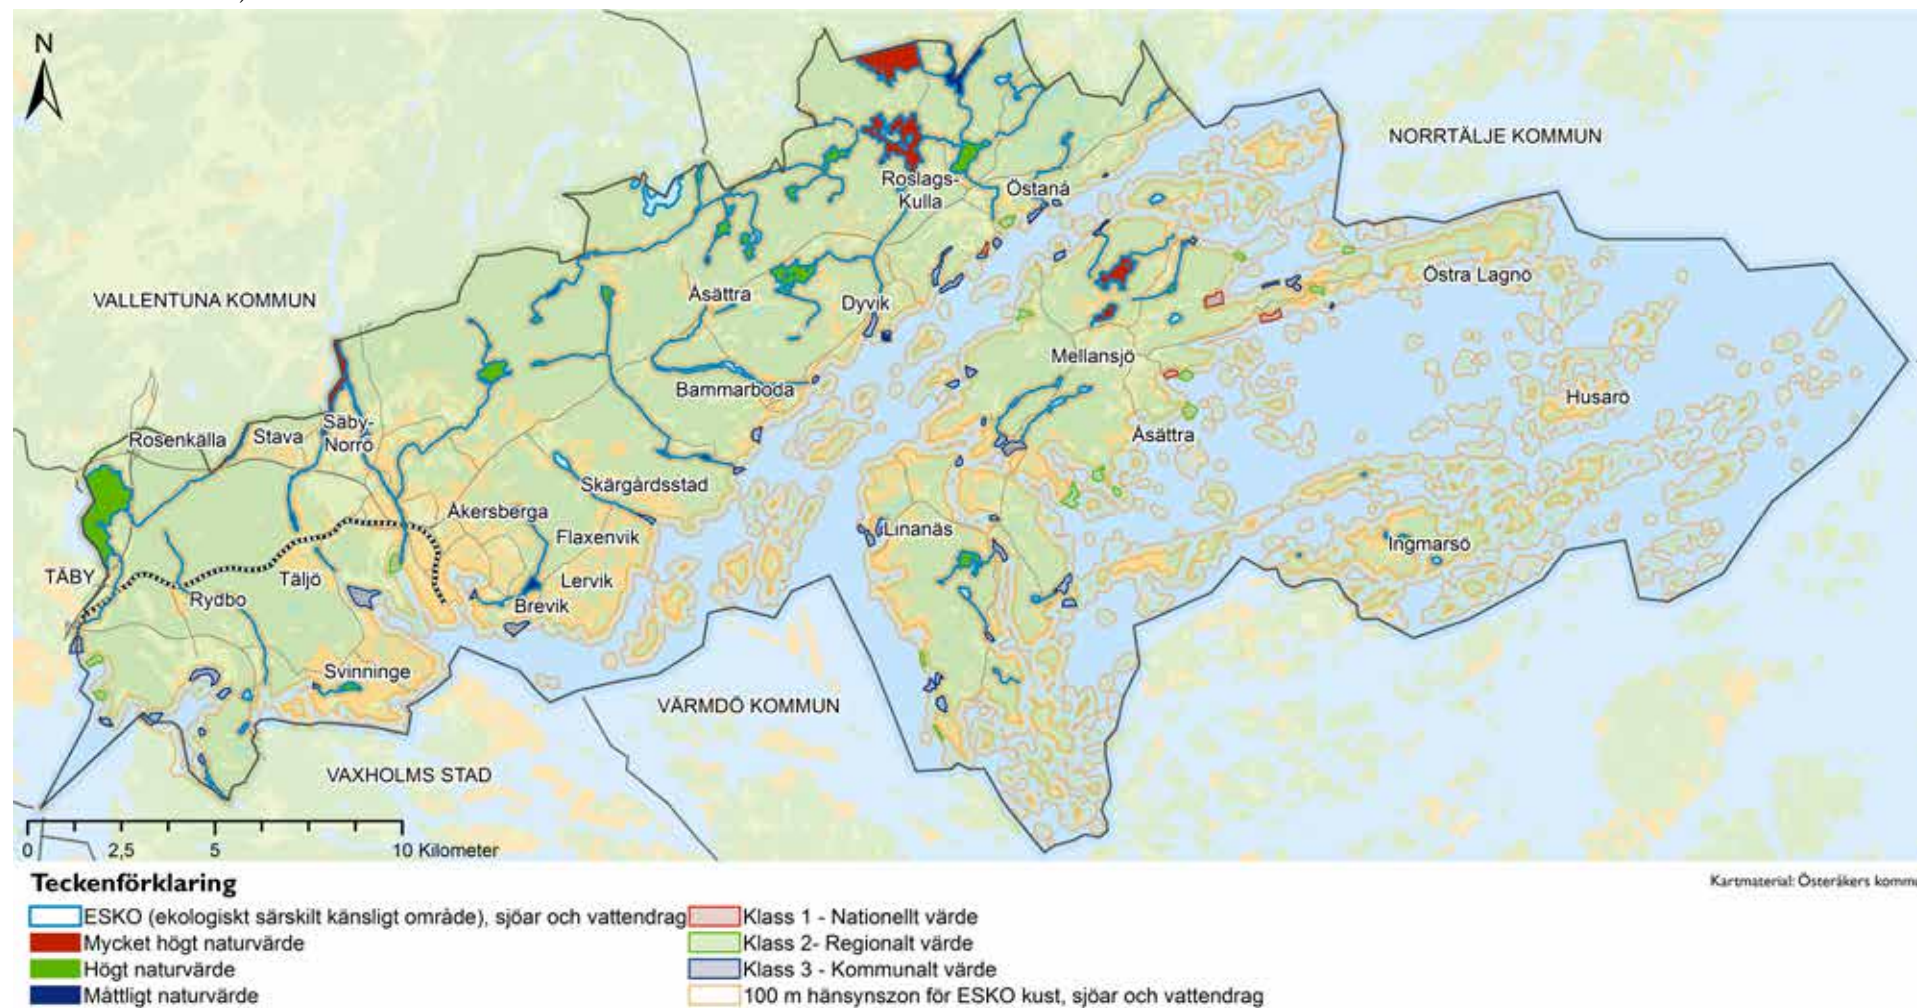 N
NORRTÄLJE KOMMUN
Roslags-
Kulla
Östanå
Östra Lagnö
VALLENTUNA KOMMUN
Åsättra
Dyvik
Mellansjö
Husarö
Bammarboda
Säby-
Norrö
Rosenkälla
Stava
Åsättra
Skärgårdsstad
Åkersberga
Flaxenvik
Linanäs
Ingmarsö
TÄBY
Täljö
Lervik
Rydbo
Brevik
Svinninge
VÄRMDÖ KOMMUN
VAXHOLMS STAD
0 2,5 5 10 Kilometer
Teckenförklaring
Kartmaterial: Österåkers kommu
ESKO (ekologiskt särskilt känsligt område), sjöar och vattendrag
Mycket högt naturvärde
Högt naturvärde
Måttligt naturvärde
Klass 1 - Nationellt värde
Klass 2- Regionalt värde
Klass 3 - Kommunalt värde
100 m hänsynszon för ESKO kust, sjöar och vattendrag